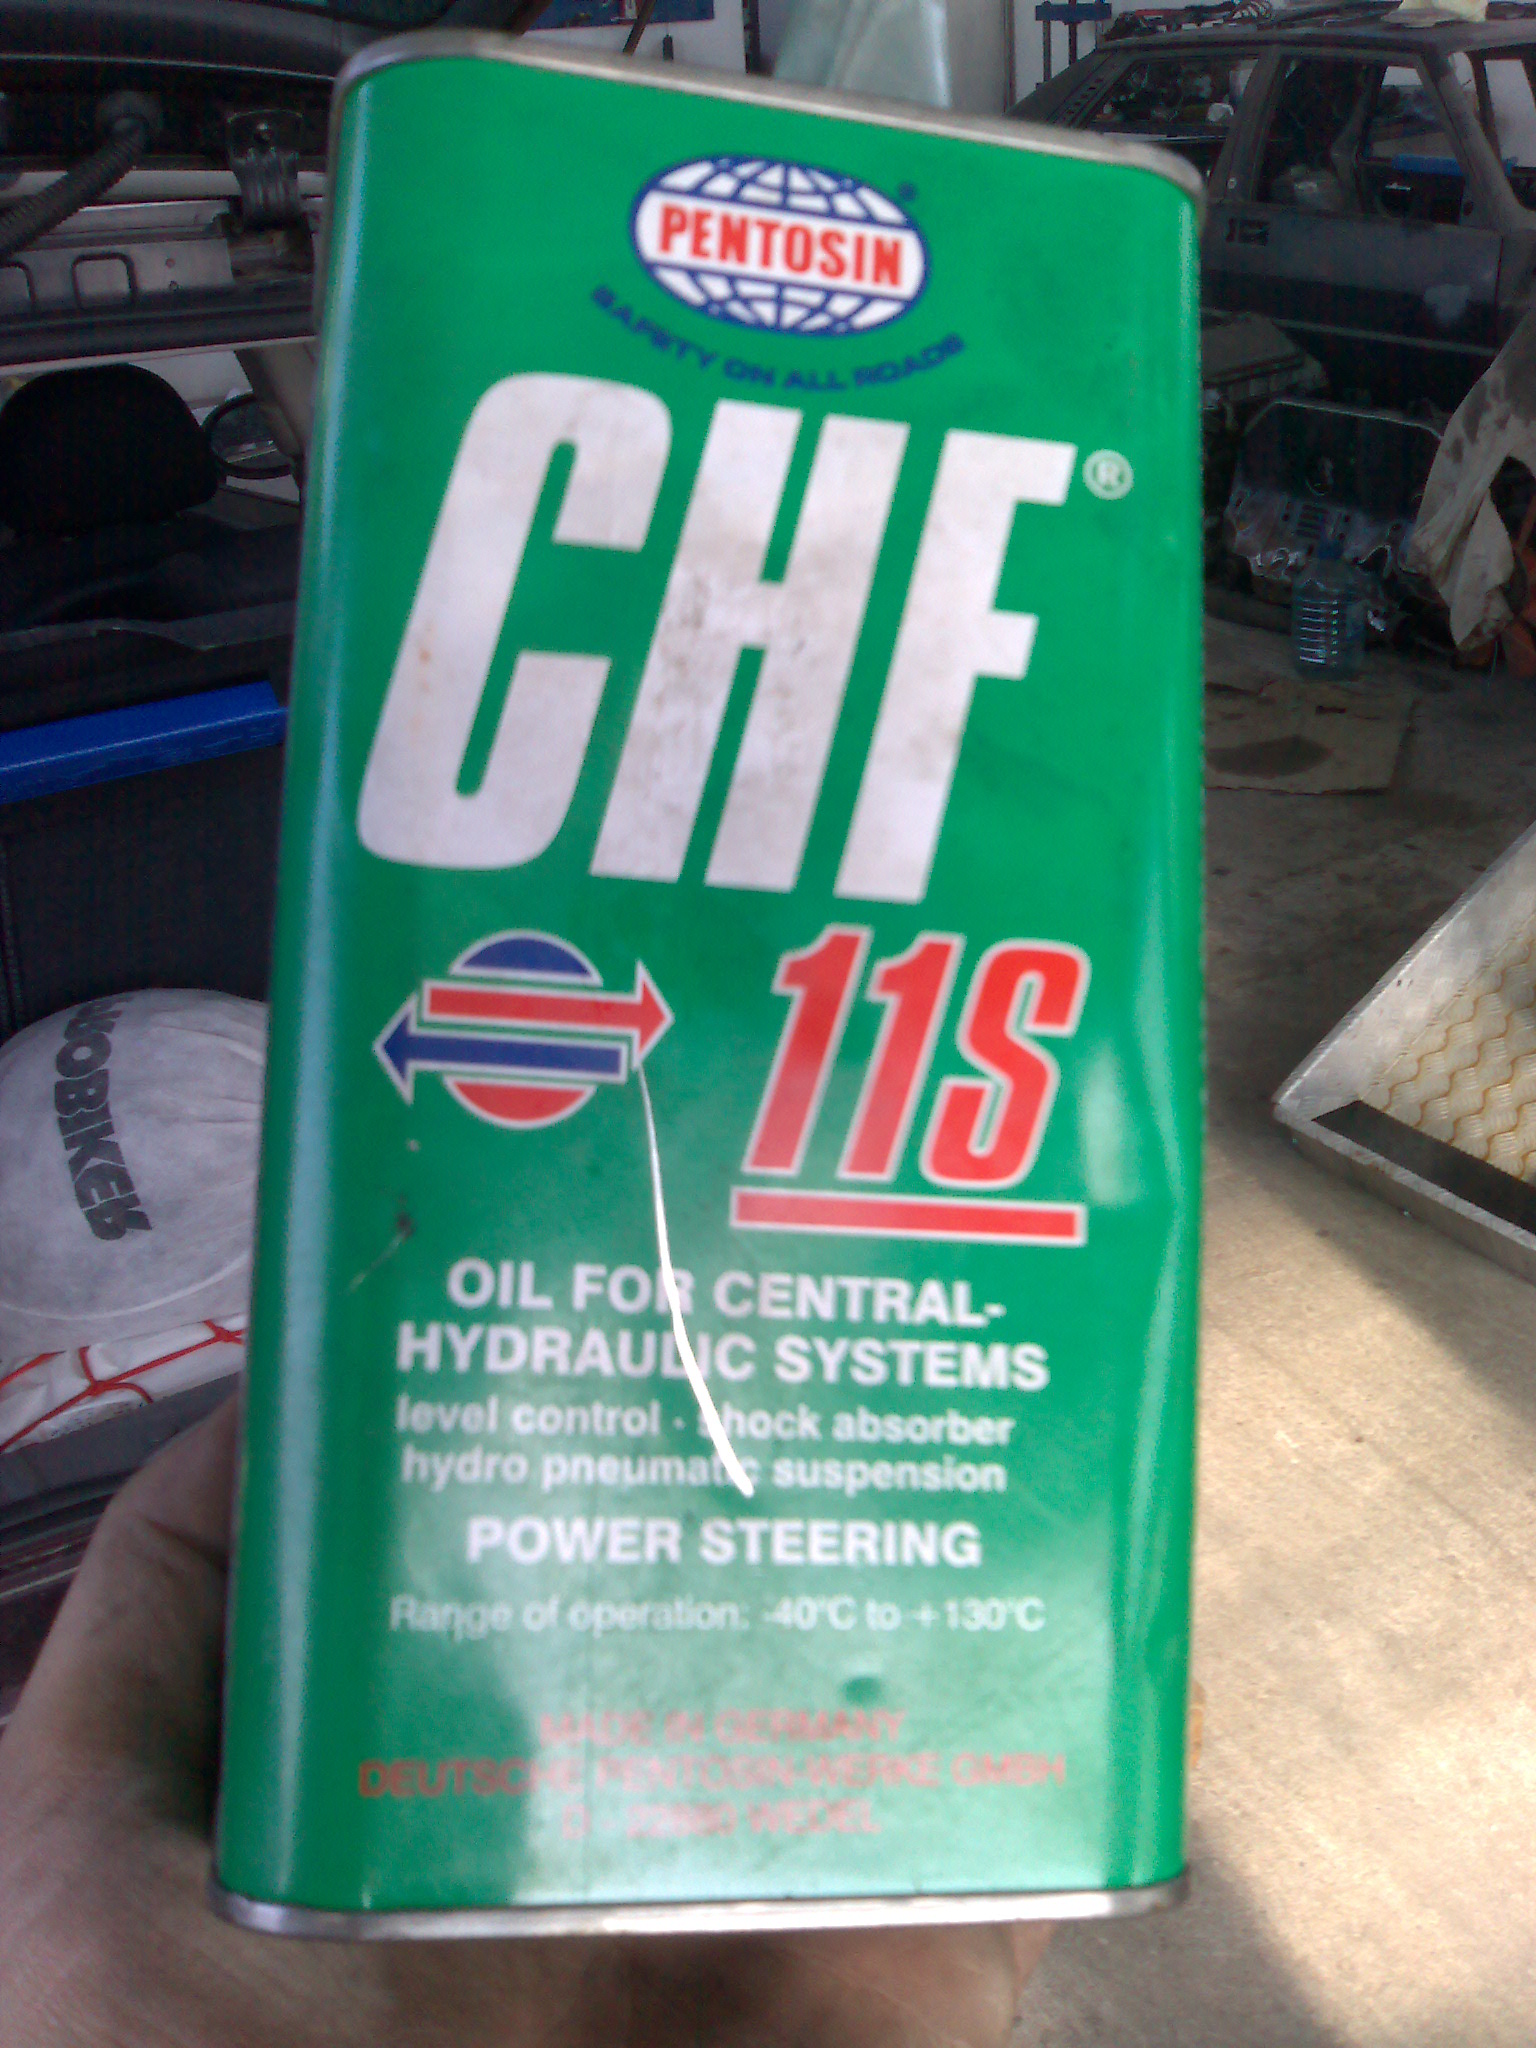 PENTOSIN®
SAFETY ON ALL ROADS
CHF®
11S
OIL FOR CENTRAL-
HYDRAULIC SYSTEMS
level control · shock absorber
hydro pneumatic suspension
POWER STEERING
Range of operation: -40°C to +130°C
MADE IN GERMANY
DEUTSCHE PENTOSIN-WERKE GMBH
D - 22880 WEDEL